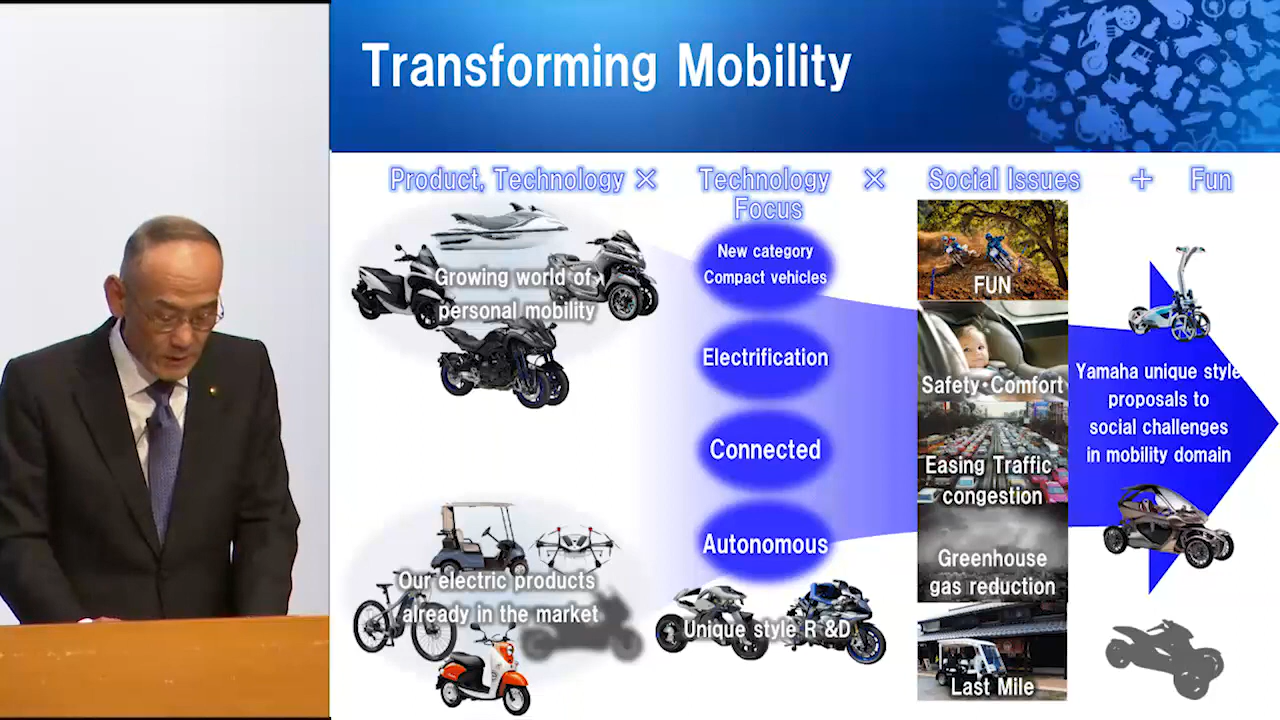 Transforming Mobility
Product, Technology × Technology Focus × Social Issues + Fun
Growing world of
personal mobility
Our electric products
already in the market
New category
Compact vehicles
Electrification
Connected
Autonomous
Unique style R &D
FUN
Safety・Comfort
Easing Traffic
congestion
Greenhouse
gas reduction
Last Mile
Yamaha unique style
proposals to
social challenges
in mobility domain